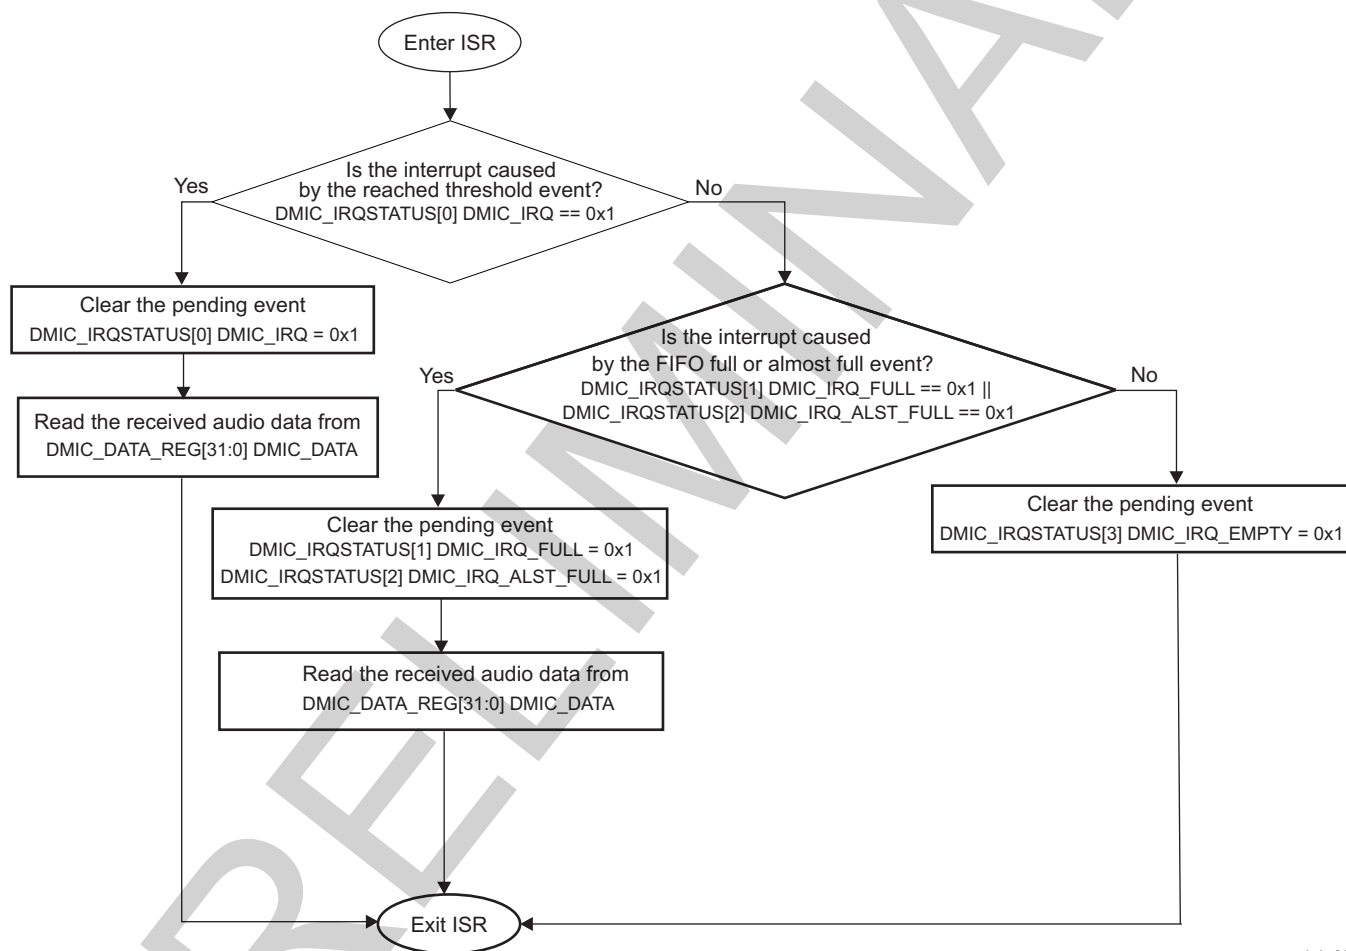 Enter ISR
Is the interrupt caused
by the reached threshold event?
DMIC_IRQSTATUS[0] DMIC_IRQ == 0x1
Yes
No
Clear the pending event
DMIC_IRQSTATUS[0] DMIC_IRQ = 0x1
Read the received audio data from
DMIC_DATA_REG[31:0] DMIC_DATA
Is the interrupt caused
by the FIFO full or almost full event?
DMIC_IRQSTATUS[1] DMIC_IRQ_FULL == 0x1 ||
DMIC_IRQSTATUS[2] DMIC_IRQ_ALST_FULL == 0x1
Yes
No
Clear the pending event
DMIC_IRQSTATUS[1] DMIC_IRQ_FULL = 0x1
DMIC_IRQSTATUS[2] DMIC_IRQ_ALST_FULL = 0x1
Read the received audio data from
DMIC_DATA_REG[31:0] DMIC_DATA
Clear the pending event
DMIC_IRQSTATUS[3] DMIC_IRQ_EMPTY = 0x1
Exit ISR
RELIMINA